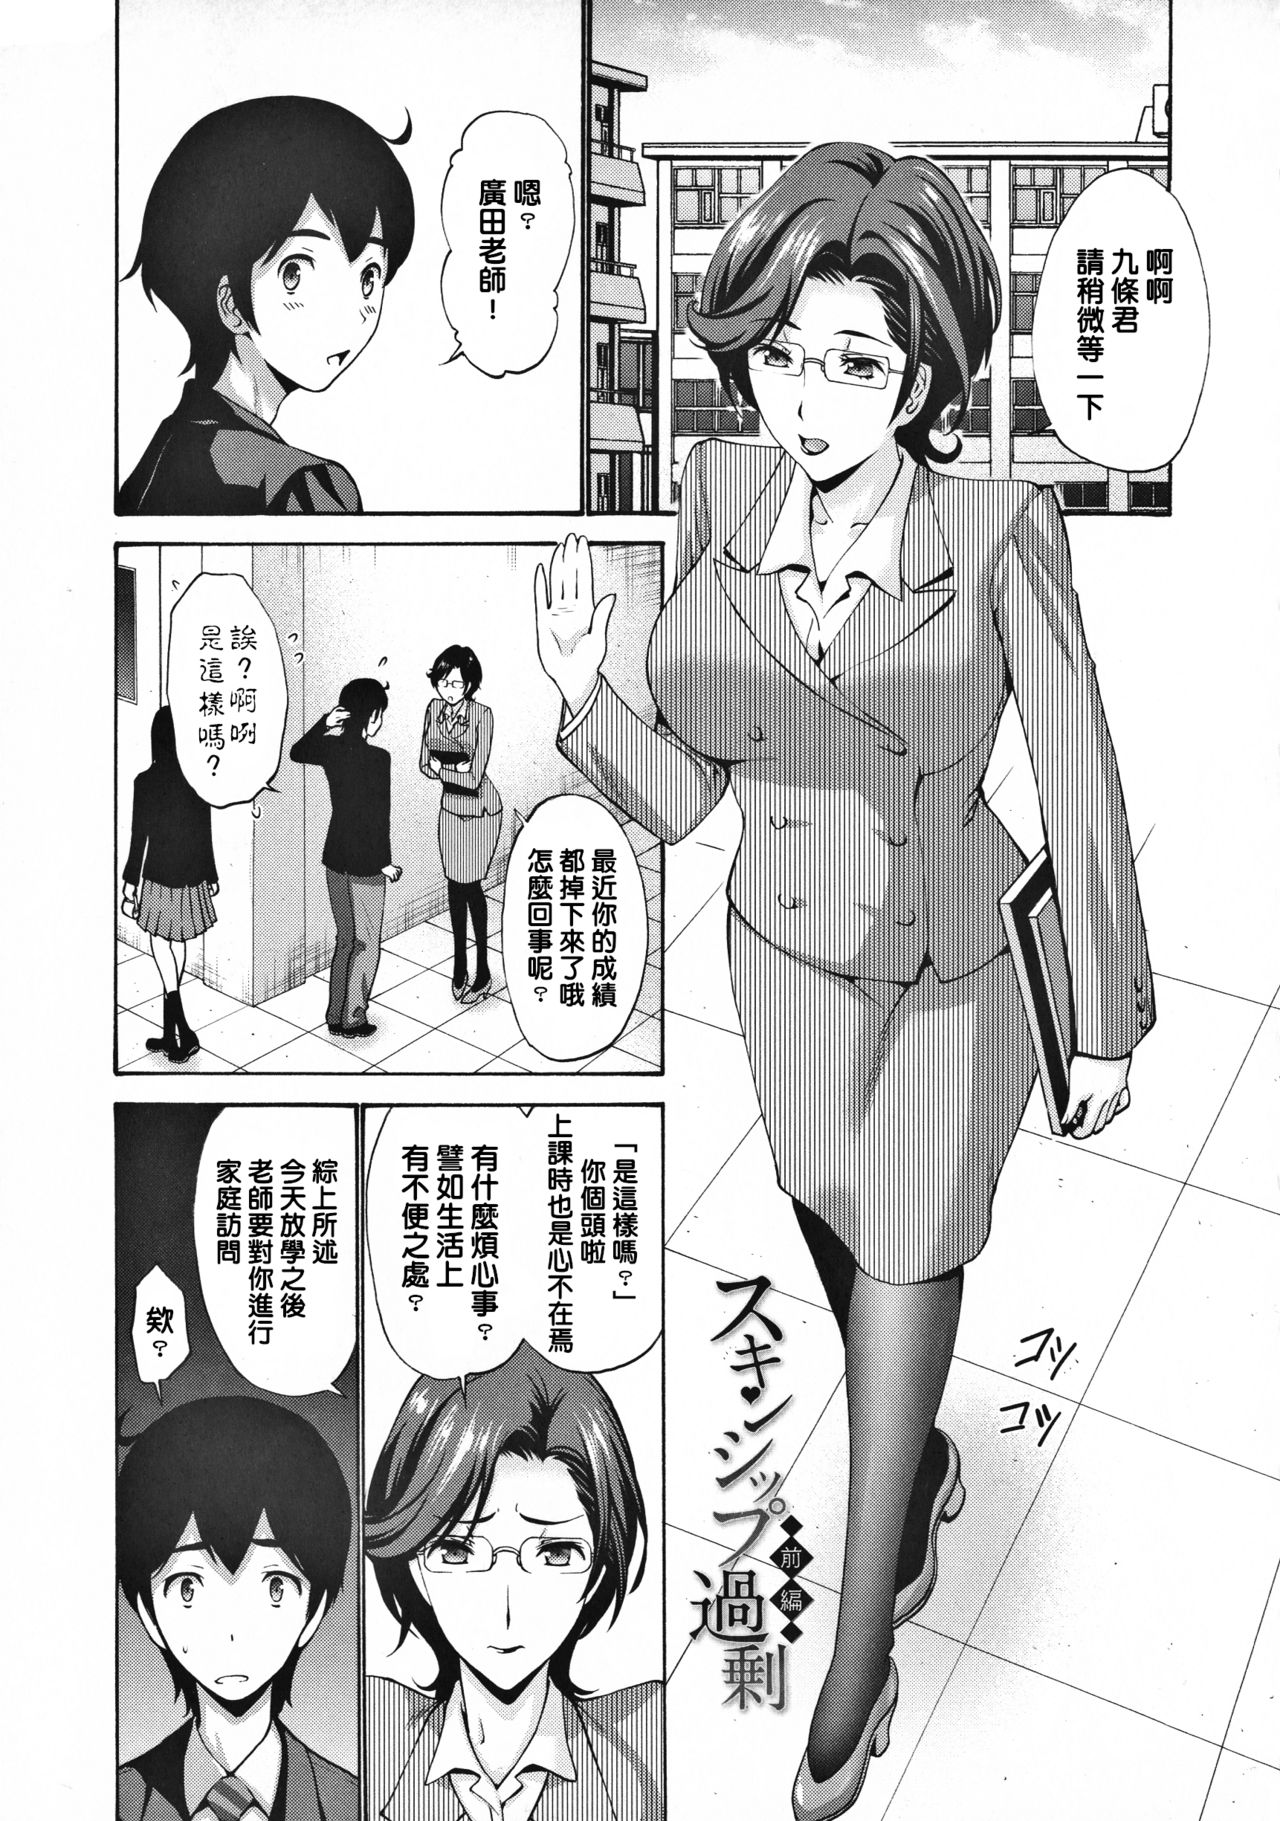 啊啊
九條君
請稍微等一下
嗯？
廣田老師！
コツ
コツ
スキ♥ンシップ過剰
前編
最近你的成績
都掉下來了哦
怎麼回事呢？
誒？啊咧
是這樣嗎？
「是這樣嗎？」
你個頭啦
上課時也是心不在焉
有什麼煩心事？
譬如生活上
有不便之處？
綜上所述
今天放學之後
老師要對你進行
家庭訪問
欸？